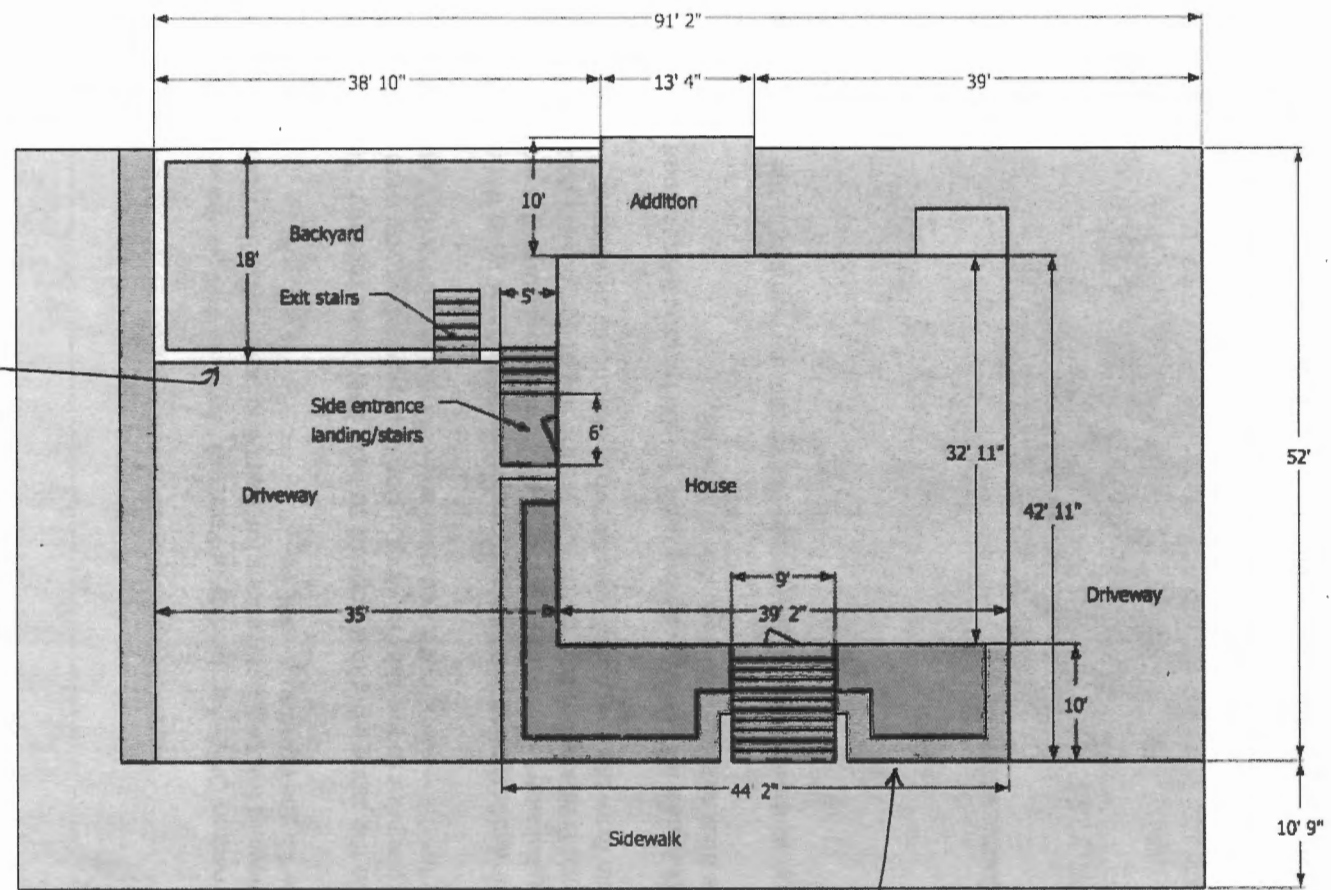 91' 2"
38' 10"
13' 4"
39'
10'
Addition
Backyard
18'
5'
Exit stairs
Side entrance
landing/stairs
6'
32' 11"
52'
House
Driveway
42' 11"
9'
Driveway
35'
39' 2"
10'
44' 2"
Sidewalk
10' 9"